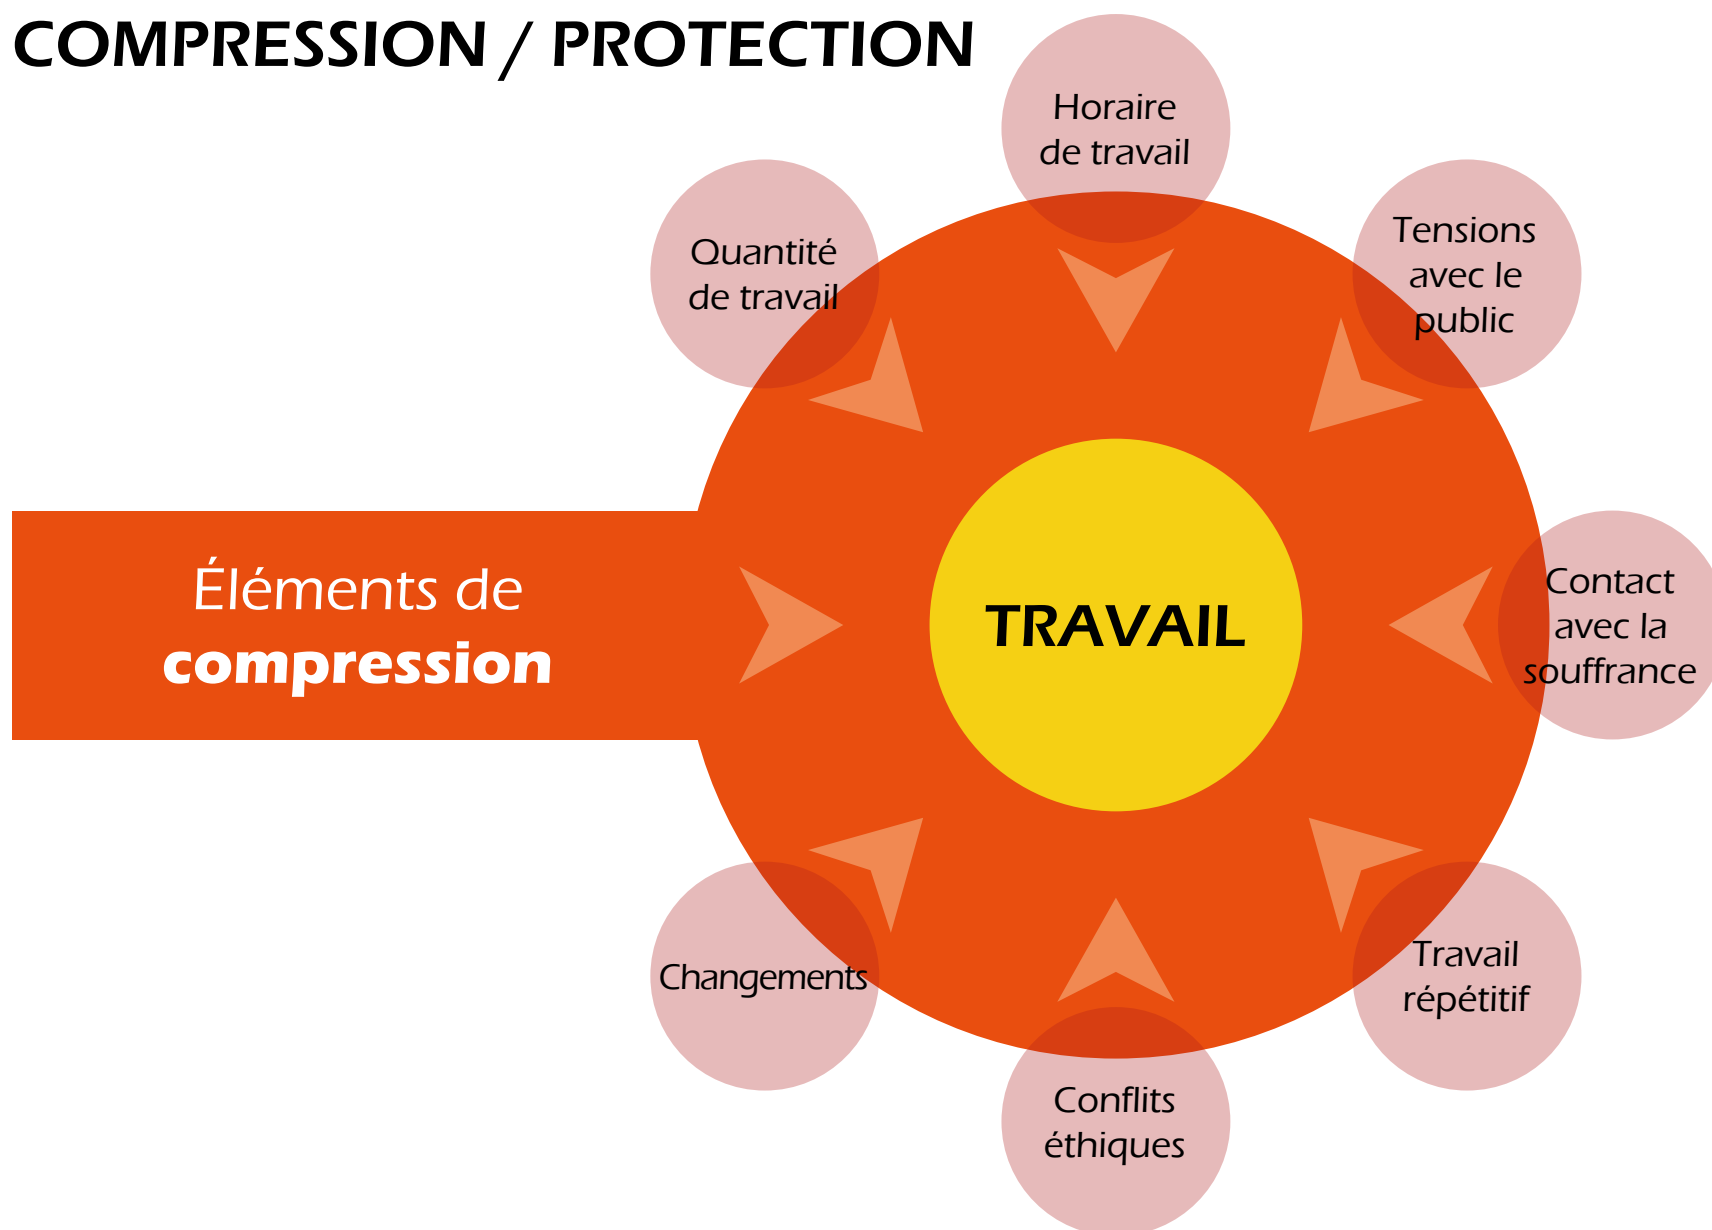 COMPRESSION / PROTECTION
Horaire
de travail
Tensions
avec le
public
Quantité
de travail
Éléments de
compression
TRAVAIL
Contact
avec la
souffrance
Changements
Travail
répétitif
Conflits
éthiques